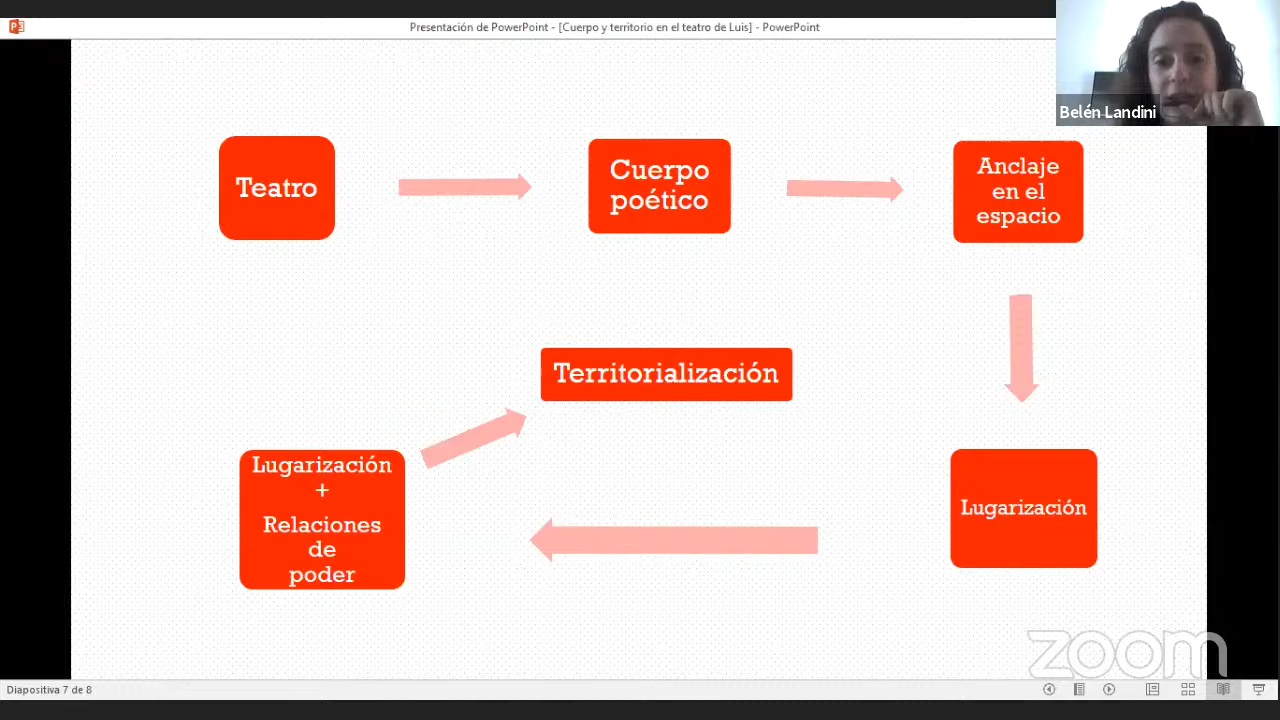 Presentación de PowerPoint - [Cuerpo y territorio en el teatro de Luis] - PowerPoint
Belén Landini
Teatro
Cuerpo
poético
Anclaje
en el
espacio
Territorialización
Lugarización
+
Relaciones
de
poder
Lugarización
zoom
Diapositiva 7 de 8